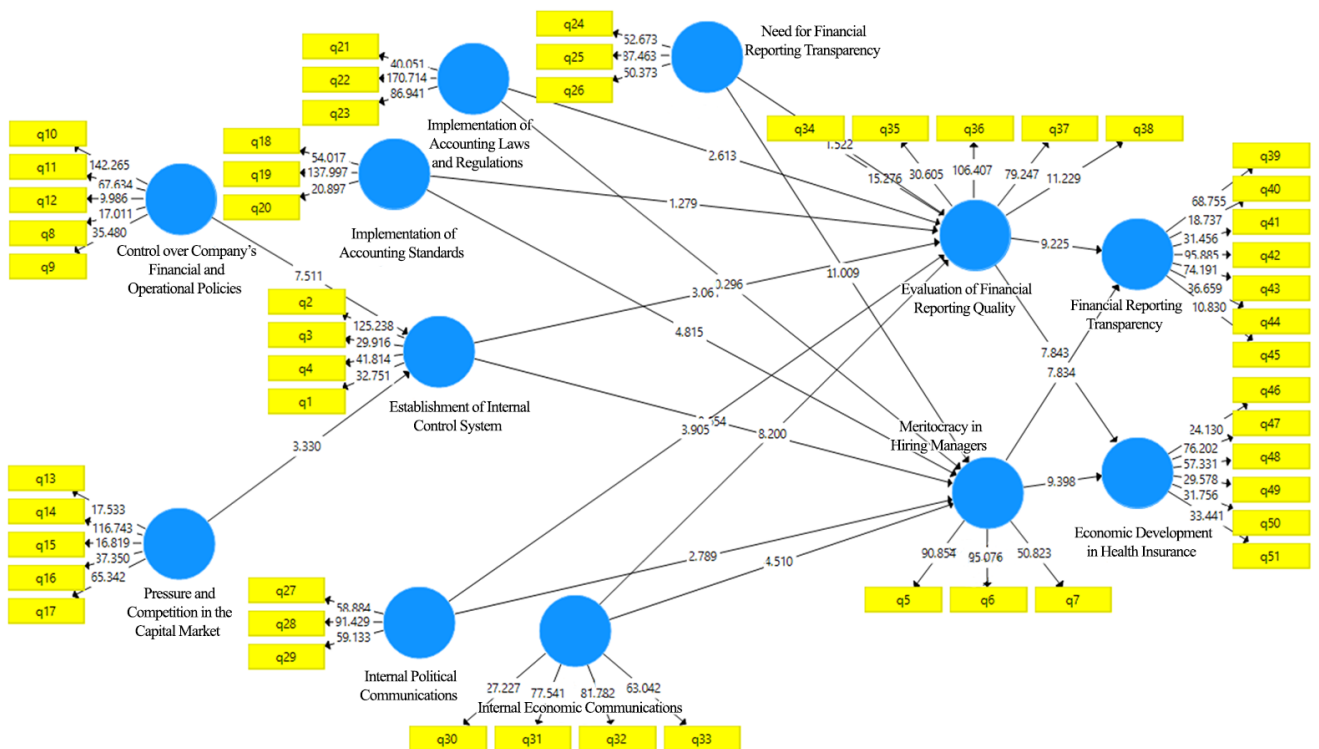 q24
q25
q26
52.673
50.373
Need for Financial
Reporting Transparency
q21
q22
q23
40.051
170.714
86.941
Implementation of
Accounting Laws
and Regulations
q18
q19
q20
54.017
137.997
20.897
Implementation of
Accounting Standards
q10
q11
q12
q8
q9
142.265
67.634
17.011
35.480
Control over Company's
Financial and
Operational Policies
7.511
q2
q3
q4
q1
125.238
29.916
41.814
32.751
Establishment of Internal
Control System
3.330
q13
q14
q15
q16
q17
17.533
116.743
16.819
37.350
65.342
Pressure and
Competition in the
Capital Market
q27
q28
q29
58.884
91.429
59.133
Internal Political
Communications
27.227
77.541
81.782
63.042
Internal Economic Communications
q30
q31
q32
q33
2.613
1.279
4.815
11.009
3.905
8.200
2.789
4.510
q34
q35
q36
q37
q38
15.276
30.605
106.407
79.247
11.229
Evaluation of Financial
Reporting Quality
9.225
7.843
7.834
Meritocracy in
Hiring Managers
9.398
90.854
95.076
50.823
q5
q6
q7
q39
q40
q41
q42
q43
q44
q45
68.755
18.737
31.456
95.885
74.191
36.659
10.830
Financial Reporting
Transparency
q46
q47
q48
q49
q50
q51
24.130
76.202
57.331
29.578
31.756
33.441
Economic Development
in Health Insurance